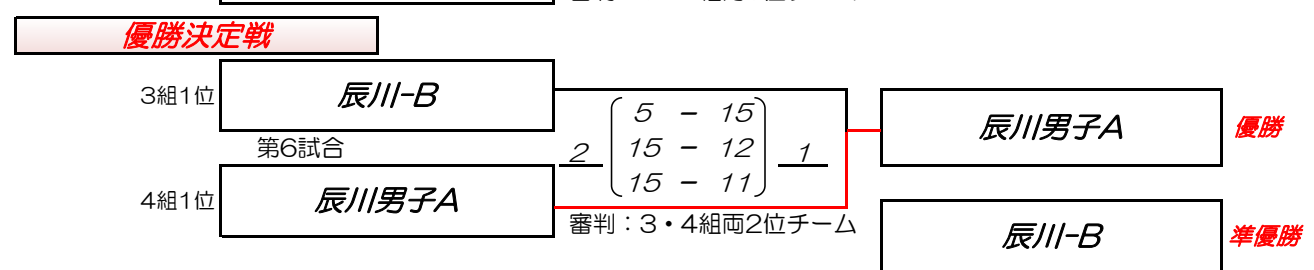 優勝決定戦
3組1位
辰川-B
第6試合
4組1位
辰川男子A
2
5 - 15
15 - 12
15 - 11
1
審判：3・4組両2位チーム
辰川男子A
優勝
辰川-B
準優勝